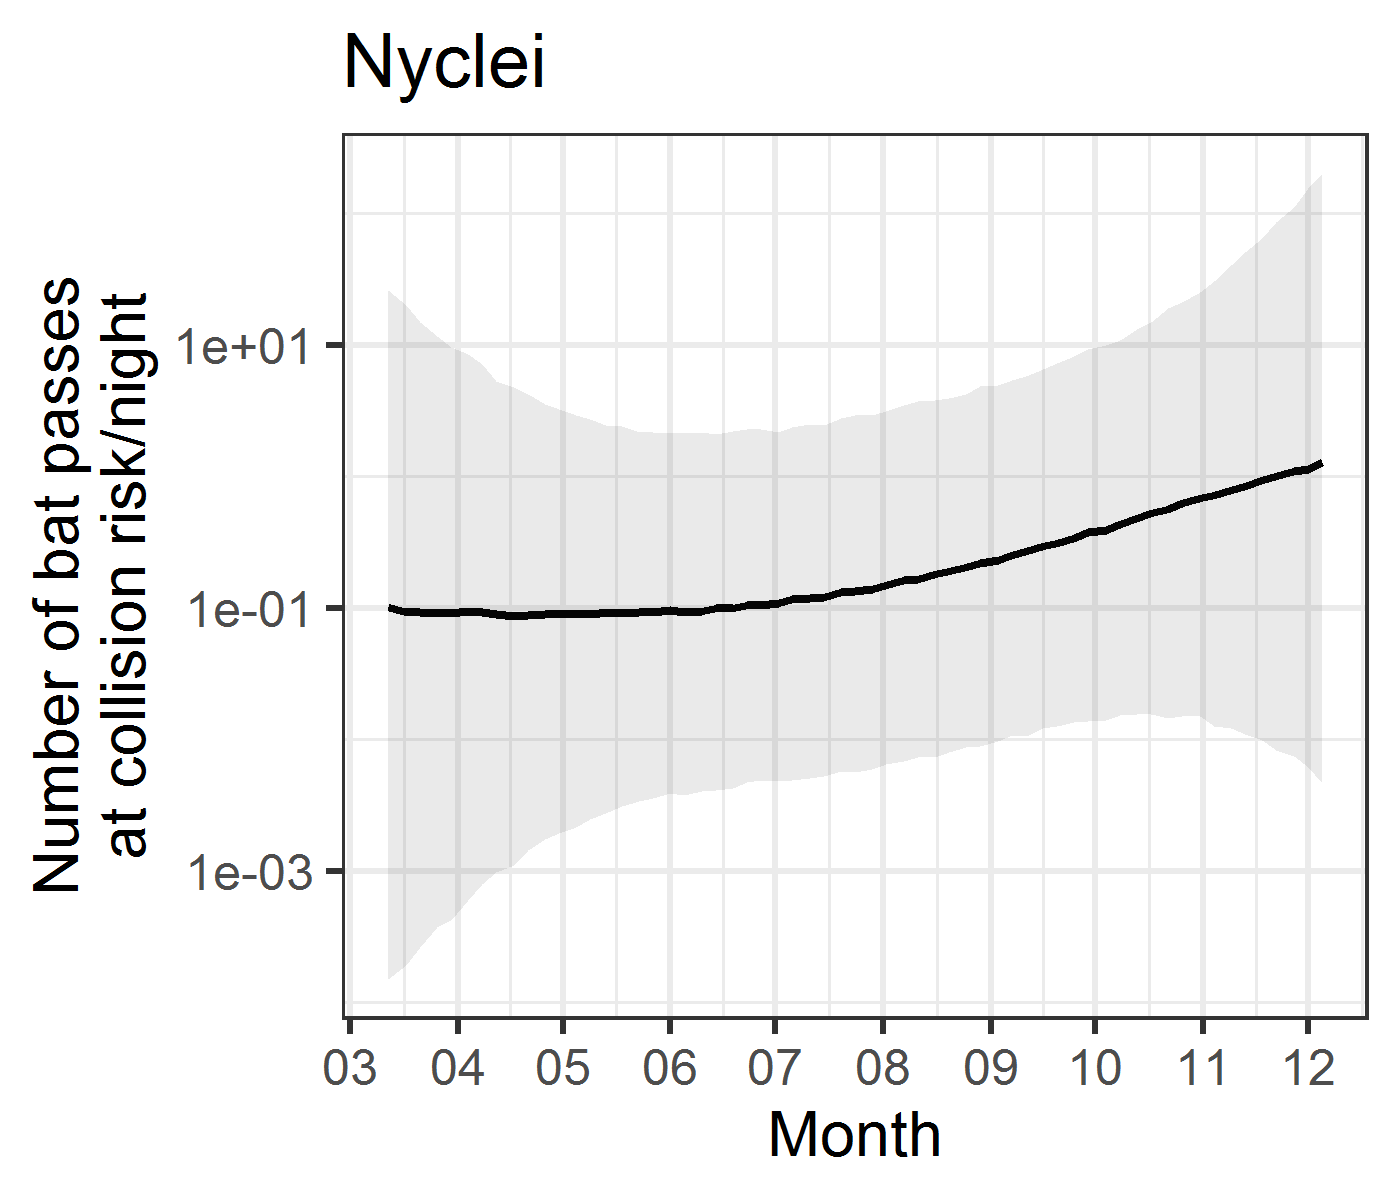 Nyclei
Number of bat passes
at collision risk/night
1e+01
1e-01
1e-03
03 04 05 06 07 08 09 10 11 12
Month